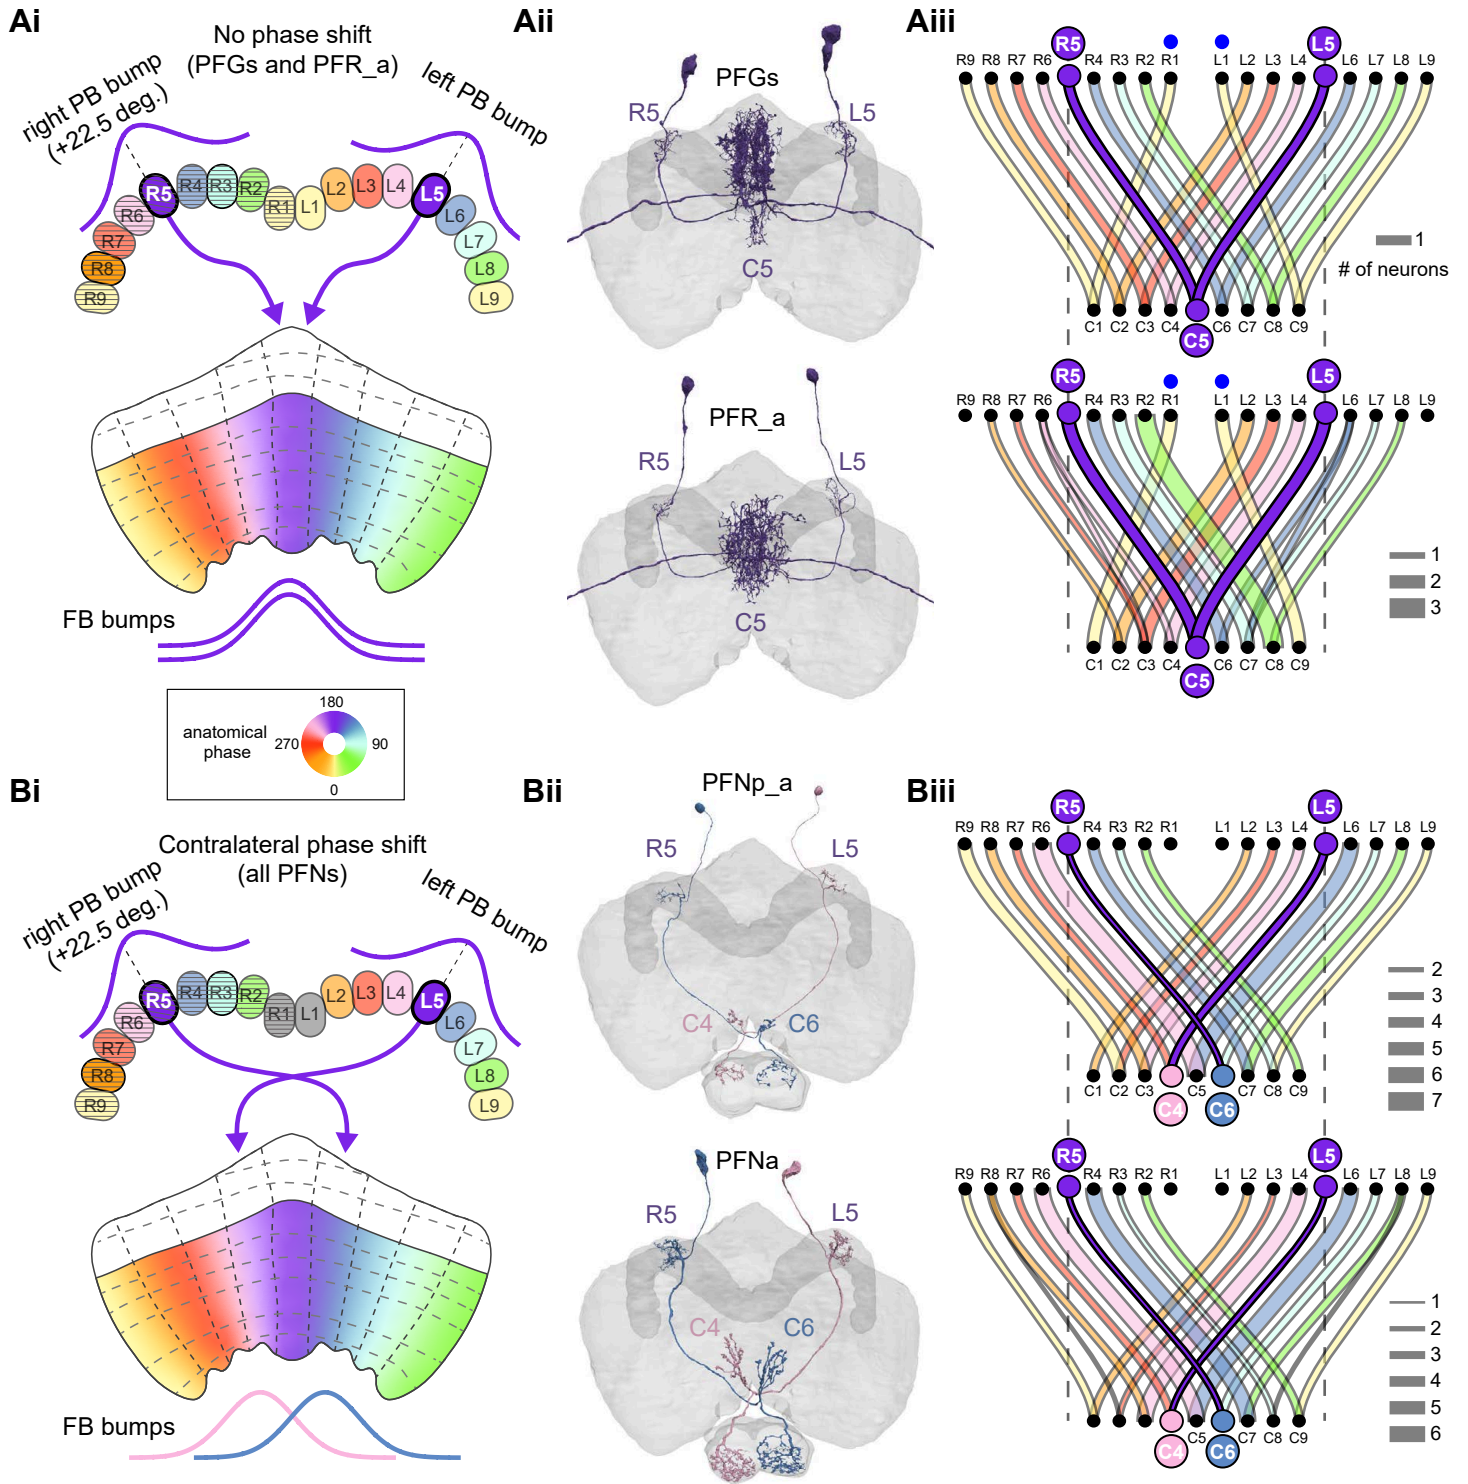 Ai
No phase shift
(PFGs and PFR_a)
right PB bump
(+22.5 deg.)
left PB bump
R5
R4
R3
R2
R1
L1
L2
L3
L4
L5
R6
R7
R8
R9
L6
L7
L8
L9
FB bumps
anatomical
phase
180
270
90
0
Aii
PFGs
R5
L5
C5
PFR_a
R5
L5
C5
Aiii
R5
L5
R9 R8 R7 R6 R4 R3 R2 R1 L1 L2 L3 L4 L6 L7 L8 L9
1
# of neurons
C1 C2 C3 C4 C6 C7 C8 C9
C5
R5
L5
R9 R8 R7 R6 R4 R3 R2 R1 L1 L2 L3 L4 L6 L7 L8 L9
1
2
3
C1 C2 C3 C4 C6 C7 C8 C9
C5
Bi
Contralateral phase shift
(all PFNs)
right PB bump
(+22.5 deg.)
left PB bump
R5
R4
R3
R2
R1
L1
L2
L3
L4
L5
R6
R7
R8
R9
L6
L7
L8
L9
FB bumps
Bii
PFNp_a
R5
L5
C4
C6
PFNa
R5
L5
C4
C6
Biii
R5
L5
R9 R8 R7 R6 R4 R3 R2 R1 L1 L2 L3 L4 L6 L7 L8 L9
2
3
4
5
6
7
C1 C2 C3 C5 C7 C8 C9
C4
C6
R5
L5
R9 R8 R7 R6 R4 R3 R2 R1 L1 L2 L3 L4 L6 L7 L8 L9
1
2
3
4
5
6
C5 C7 C8 C9
C4
C6